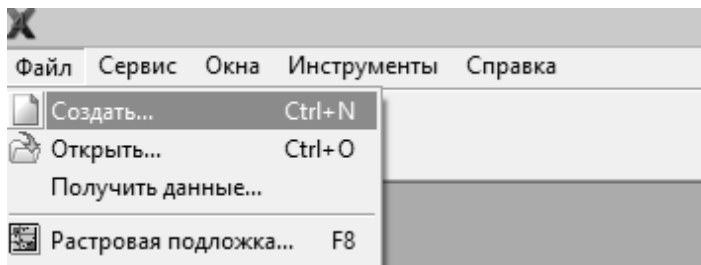 Файл Сервис Окна Инструменты Справка
Создать... Ctrl+N
Открыть... Ctrl+O
Получить данные...
Растровая подложка... F8